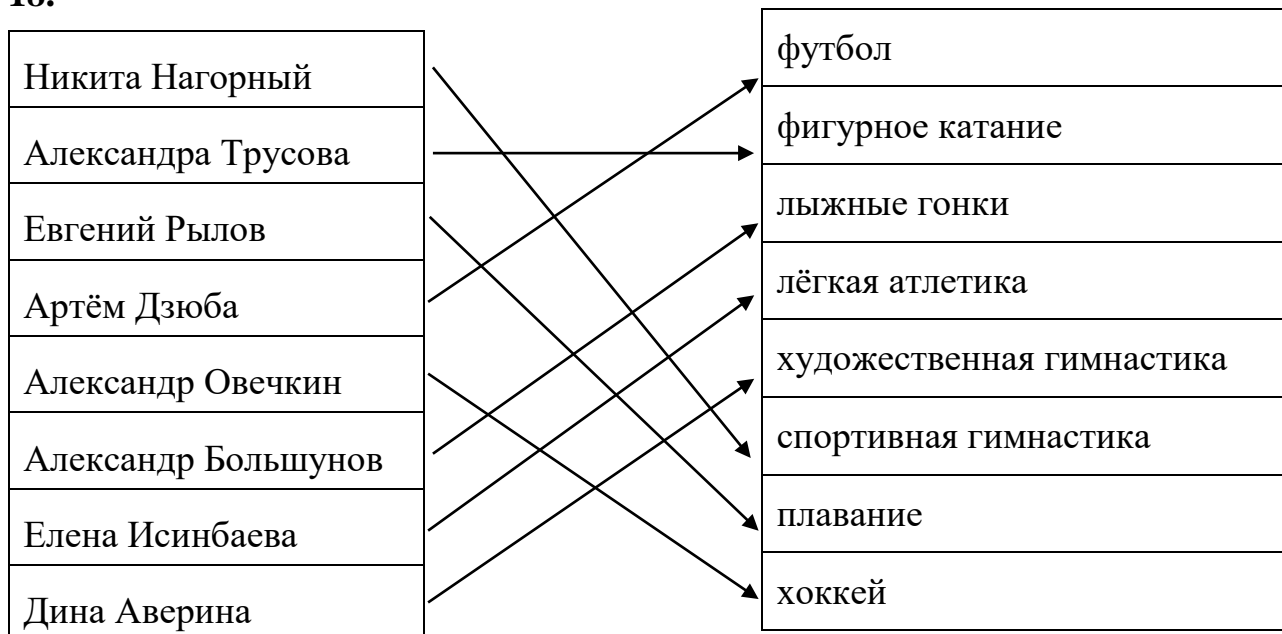 18.
Никита Нагорный
Александра Трусова
Евгений Рылов
Артём Дзюба
Александр Овечкин
Александр Большунов
Елена Исинбаева
Дина Аверина
футбол
фигурное катание
лыжные гонки
лёгкая атлетика
художественная гимнастика
спортивная гимнастика
плавание
хоккей